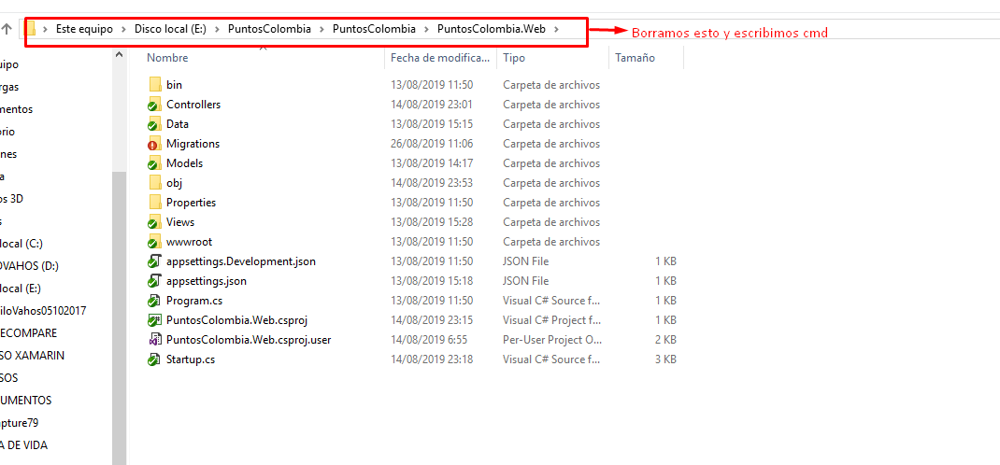 Este equipo > Disco local (E:) > PuntosColombia > PuntosColombia > PuntosColombia.Web >
Borramos esto y escribimos cmd
Nombre Fecha de modifica... Tipo Tamaño
bin 13/08/2019 11:50 Carpeta de archivos
Controllers 14/08/2019 23:01 Carpeta de archivos
Data 13/08/2019 15:15 Carpeta de archivos
Migrations 26/08/2019 11:06 Carpeta de archivos
Models 13/08/2019 14:17 Carpeta de archivos
obj 14/08/2019 23:53 Carpeta de archivos
Properties 13/08/2019 11:50 Carpeta de archivos
Views 13/08/2019 15:28 Carpeta de archivos
wwwroot 13/08/2019 11:50 Carpeta de archivos
appsettings.Development.json 13/08/2019 11:50 JSON File 1 KB
appsettings.json 13/08/2019 15:18 JSON File 1 KB
Program.cs 13/08/2019 11:50 Visual C# Source f... 1 KB
PuntosColombia.Web.csproj 14/08/2019 23:15 Visual C# Project f... 1 KB
PuntosColombia.Web.csproj.user 14/08/2019 6:55 Per-User Project O... 2 KB
Startup.cs 14/08/2019 23:18 Visual C# Source f... 3 KB
quipo
rgas
mentos
orio
nes
a
os 3D
s
local (C:)
OVAHOS (D:)
local (E:)
iloVahos05102017
ECOMPARE
SO XAMARIN
SOS
UMENTOS
apture79
A DE VIDA